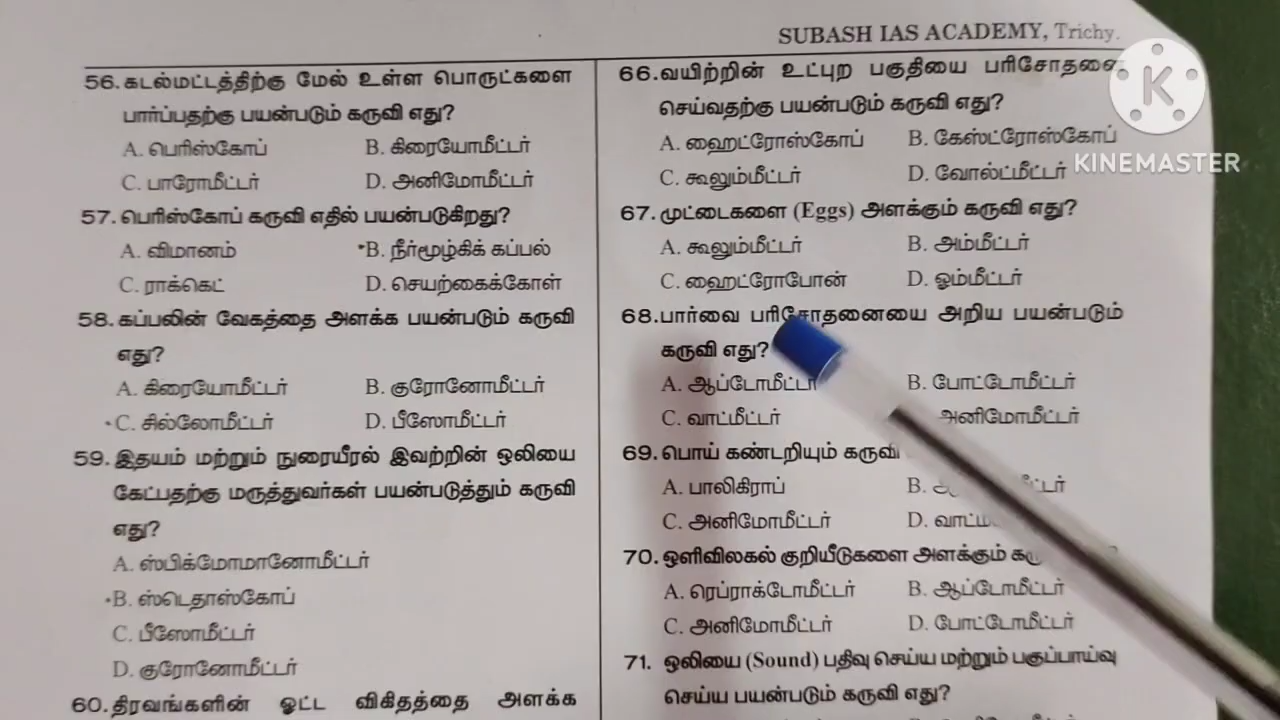 SUBASH IAS ACADEMY, Trichy.
56. கடல்மட்டத்திற்கு மேல் உள்ள பொருட்களை
பார்ப்பதற்கு பயன்படும் கருவி எது?
A. பெரிஸ்கோப் B. கிரையோமீட்டர்
C. பாரோமீட்டர் D. அனிமோமீட்டர்
57. பெரிஸ்கோப் கருவி எதில் பயன்படுகிறது?
A. விமானம் B. நீர்மூழ்கிக் கப்பல்
C. ராக்கெட் D. செயற்கைக்கோள்
58. கப்பலின் வேகத்தை அளக்க பயன்படும் கருவி
எது?
A. கிரையோமீட்டர் B. குரோனோமீட்டர்
C. சில்லோமீட்டர் D. பீஸோமீட்டர்
59. இதயம் மற்றும் நுரையீரல் இவற்றின் ஒலியை
கேட்பதற்கு மருத்துவர்கள் பயன்படுத்தும் கருவி
எது?
A. ஸ்பிக்மோமானோமீட்டர்
B. ஸ்டெதாஸ்கோப்
C. பீஸோமீட்டர்
D. குரோனோமீட்டர்
60. திரவங்களின் ஓட்ட விகிதத்தை அளக்க
66. வயிற்றின் உட்புற பகுதியை பரிசோதனை
செய்வதற்கு பயன்படும் கருவி எது?
A. ஹைட்ரோஸ்கோப் B. கேஸ்ட்ரோஸ்கோப்
C. கூலும்மீட்டர் D. வோல்ட்மீட்டர்
67. முட்டைகளை (Eggs) அளக்கும் கருவி எது?
A. கூலும்மீட்டர் B. அம்மீட்டர்
C. ஹைட்ரோபோன் D. ஓம்மீட்டர்
68. பார்வை பரிசோதனையை அறிய பயன்படும்
கருவி எது?
A. ஆப்டோமீட்டர் B. போட்டோமீட்டர்
C. வாட்மீட்டர் அனிமோமீட்டர்
69. பொய் கண்டறியும் கருவி
A. பாலிகிராப் B.
C. அனிமோமீட்டர் D.
70. ஒளிவிலகல் குறியீடுகளை அளக்கும்
A. ரெப்ராக்டோமீட்டர் B. ஆப்டோமீட்டர்
C. அனிமோமீட்டர் D. போட்டோமீட்டர்
71. ஒலியை (Sound) பதிவு செய்ய மற்றும் பகுப்பாய்வு
செய்ய பயன்படும் கருவி எது?
K
KINEMASTER